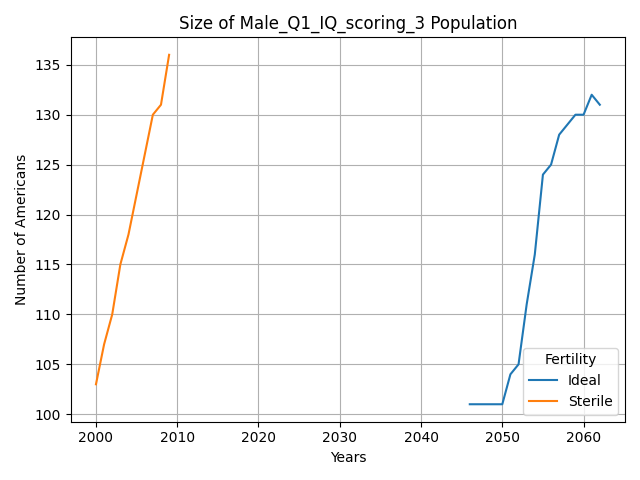 Size of Male_Q1_IQ_scoring_3 Population
Number of Americans
135
130
125
120
115
110
105
100
2000 2010 2020 2030 2040 2050 2060
Years
Fertility
Ideal
Sterile